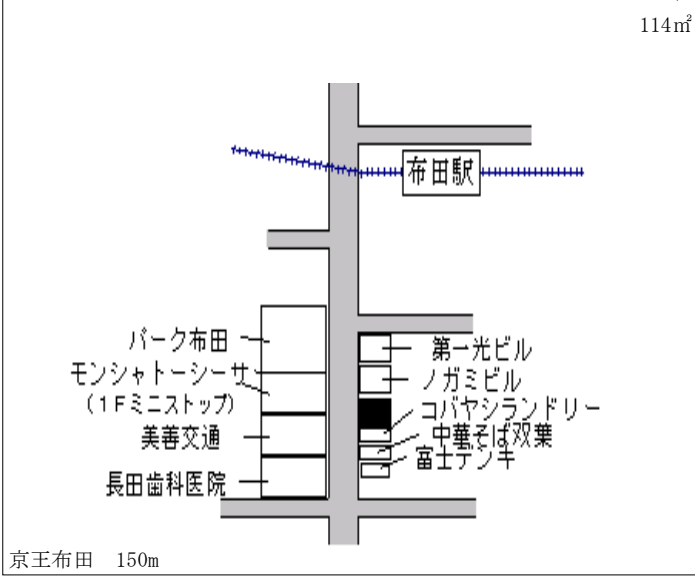 114㎡
布田駅
パーク布田
モンシャトーシーサ
(1Fミニストップ)
美善交通
長田歯科医院
第一光ビル
ノガミビル
コバヤシランドリー
中華そば双葉
富士デンキ
京王布田 150m